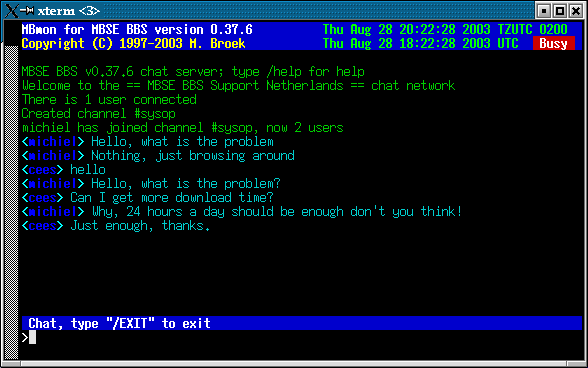 xterm <3>
MBmon for MBSE BBS version 0.37.6 Thu Aug 28 20:22:28 2003 TZUTC 0200
Copyright (C) 1997-2003 M. Broek Thu Aug 28 18:22:28 2003 UTC Busy
MBSE BBS v0.37.6 chat server; type /help for help
Welcome to the == MBSE BBS Support Netherlands == chat network
There is 1 user connected
Created channel #sysop
michiel has joined channel #sysop, now 2 users
<michiel> Hello, what is the problem
<michiel> Nothing, just browsing around
<cees> hello
<michiel> Hello, what is the problem?
<cees> Can I get more download time?
<michiel> Why, 24 hours a day should be enough don't you think!
<cees> Just enough, thanks.
Chat, type "/EXIT" to exit
>